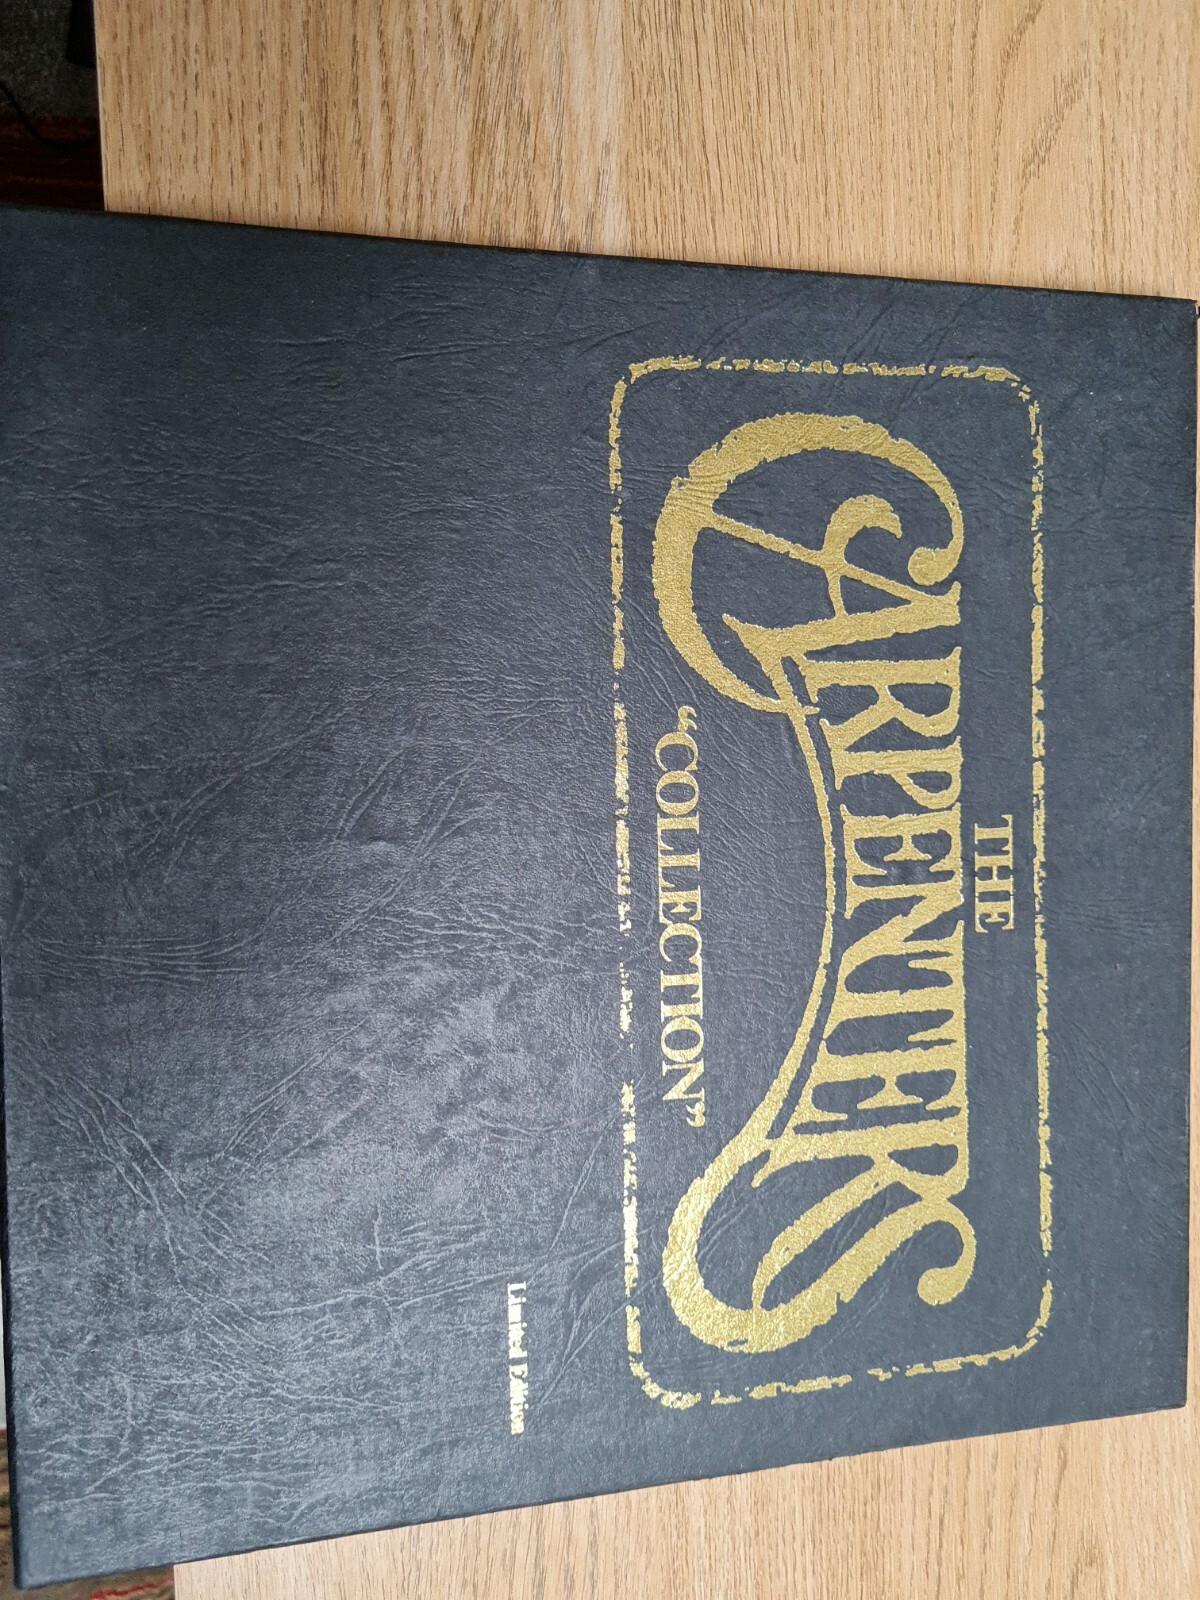 THE
CARPENTERS
“COLLECTION”
Limited Edition